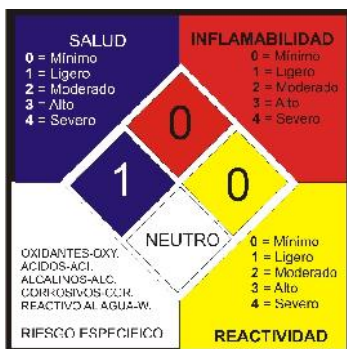 SALUD
0 = Mínimo
1 = Ligero
2 = Moderado
3 = Alto
4 = Severo
INFLAMABILIDAD
0 = Mínimo
1 = Ligero
2 = Moderado
3 = Alto
4 = Severo
0
1
0
NEUTRO
OXIDANTES-OXY.
ACIDOS-ACI.
ALCALINOS-ALC.
CORROSIVOS-COR.
REACTIVO AL AGUA-W.
RIESGO ESPECIFICO
0 = Mínimo
1 = Ligero
2 = Moderado
3 = Alto
4 = Severo
REACTIVIDAD